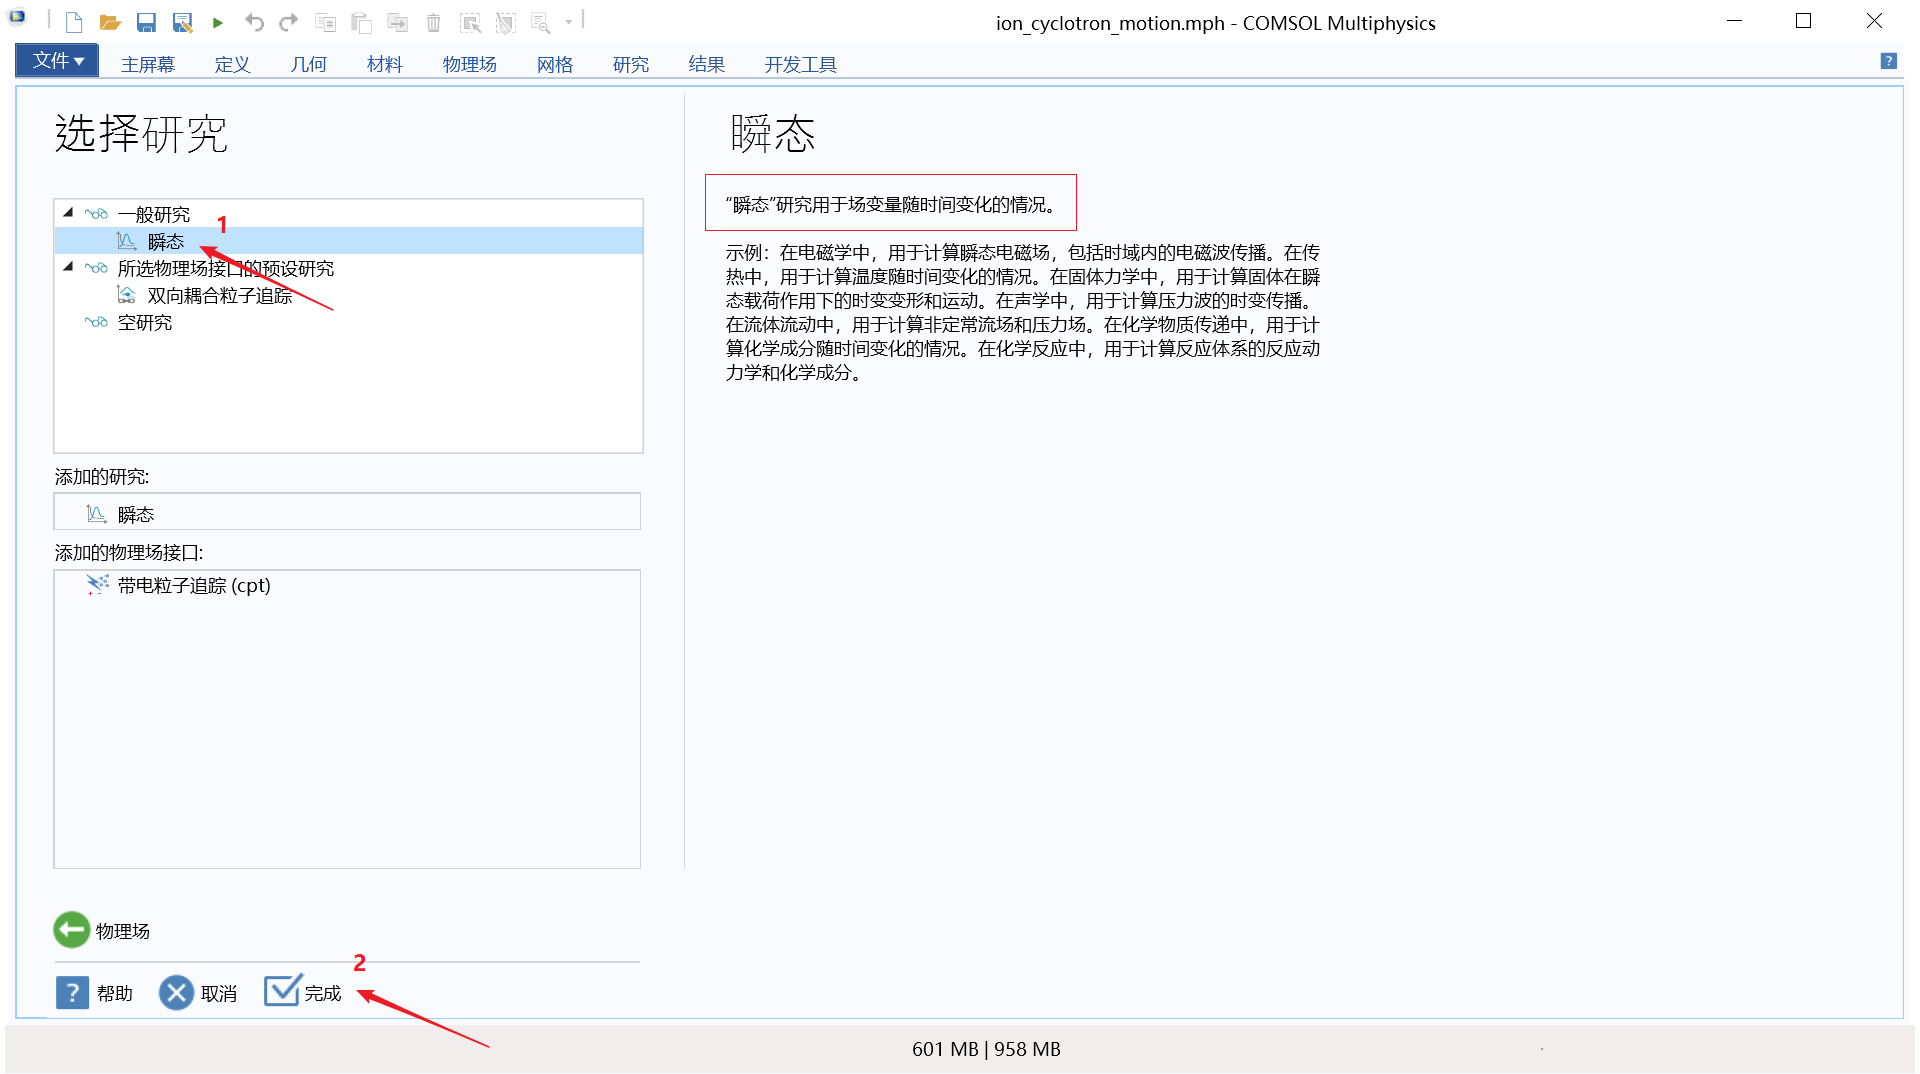 ion_cyclotron_motion.mph - COMSOL Multiphysics
文件
主屏幕
定义
几何
材料
物理场
网格
研究
结果
开发工具
?
选择研究
一般研究
1
瞬态
所选物理场接口的预设研究
双向耦合粒子追踪
空研究
添加的研究:
瞬态
添加的物理场接口:
带电粒子追踪 (cpt)
物理场
2
? 帮助
取消
完成
瞬态
“瞬态”研究用于场变量随时间变化的情况。
示例：在电磁学中，用于计算瞬态电磁场，包括时域内的电磁波传播。在传
热中，用于计算温度随时间变化的情况。在固体力学中，用于计算固体在瞬
态载荷作用下的时变变形和运动。在声学中，用于计算压力波的时变传播。
在流体流动中，用于计算非定常流场和压力场。在化学物质传递中，用于计
算化学成分随时间变化的情况。在化学反应中，用于计算反应体系的反应动
力学和化学成分。
601 MB | 958 MB